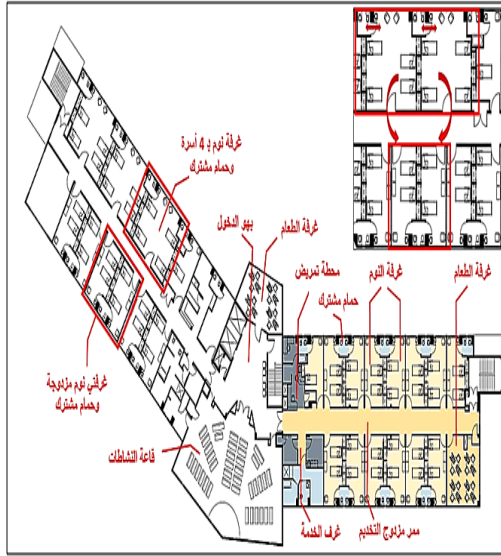 غرفة نوم بـ 4 أسرة
وحمام مشترك
بهو الدخول
غرفة الطعام
محطة تمريض
غرفة النوم
غرفة الطعام
حمام مشترك
غرفتي نوم مزدوجة
وحمام مشترك
قاعة النشاطات
غرف الخدمة
ممر مزدوج التخديم